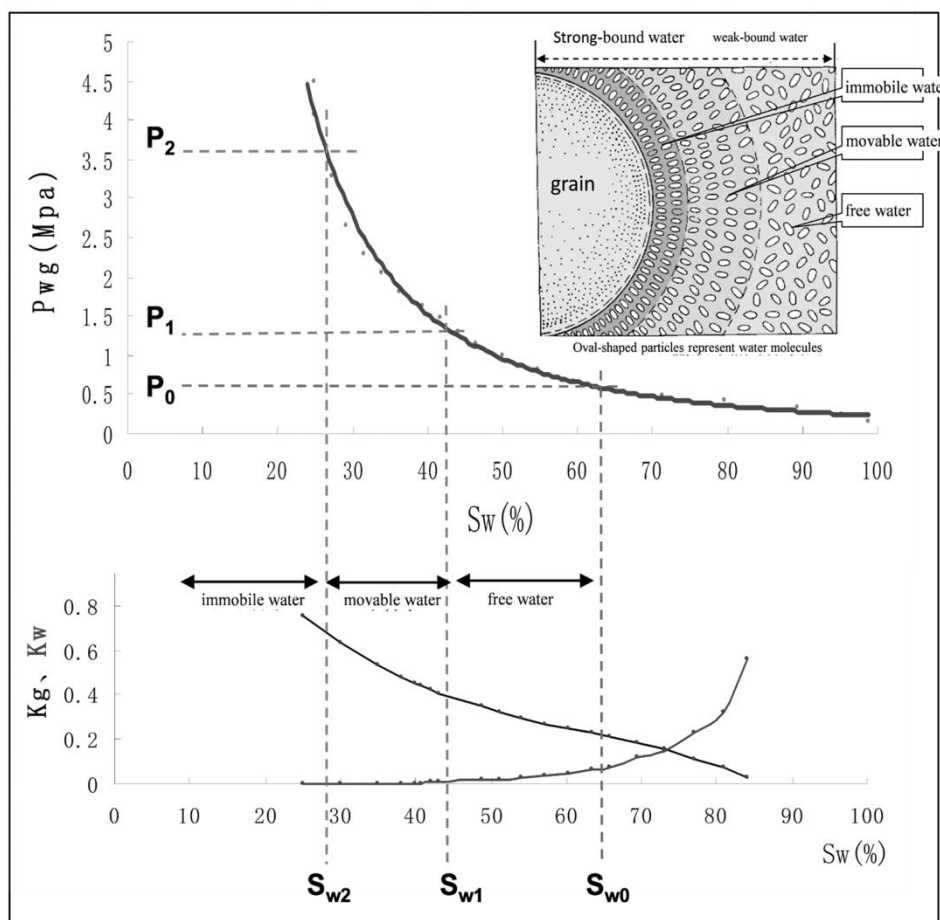 Strong-bound water weak-bound water
immobile wate
movable water
free water
grain
Oval-shaped particles represent water molecules
Pwg(Mpa)
5
4.5
4
3.5
3
2.5
2
1.5
1
0.5
0
P2
P1
P0
0 10 20 30 40 50 60 70 80 90 100
Sw(%)
immobile water movable water free water
Kg、Kw
0.8
0.6
0.4
0.2
0
0 10 20 30 40 50 60 70 80 90 100
Sw(%)
Sw2 Sw1 Sw0